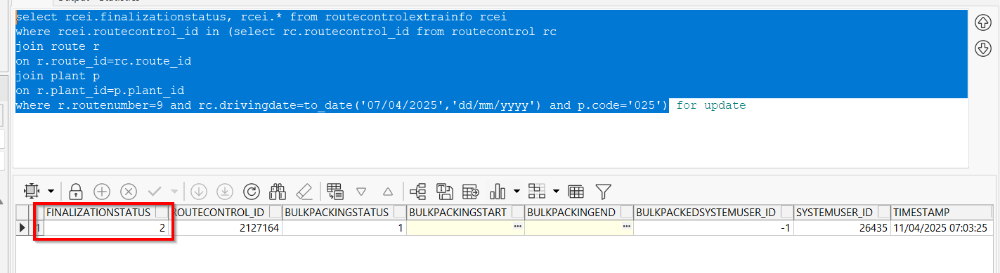 select rcei.finalizationstatus, rcei.* from routecontrolextrainfo rcei
where rcei.routecontrol_id in (select rc.routecontrol_id from routecontrol rc
join route r
on r.route_id=rc.route_id
join plant p
on r.plant_id=p.plant_id
where r.routenumber=9 and rc.drivingdate=to_date('07/04/2025','dd/mm/yyyy') and p.code='025') for update
FINALIZATIONSTATUS ROUTECONTROL_ID BULKPACKINGSTATUS BULKPACKINGSTART BULKPACKINGEND BULKPACKEDSYSTEMUSER_ID SYSTEMUSER_ID TIMESTAMP
1 2 2127164 1 ... ... -1 26435 11/04/2025 07:03:25